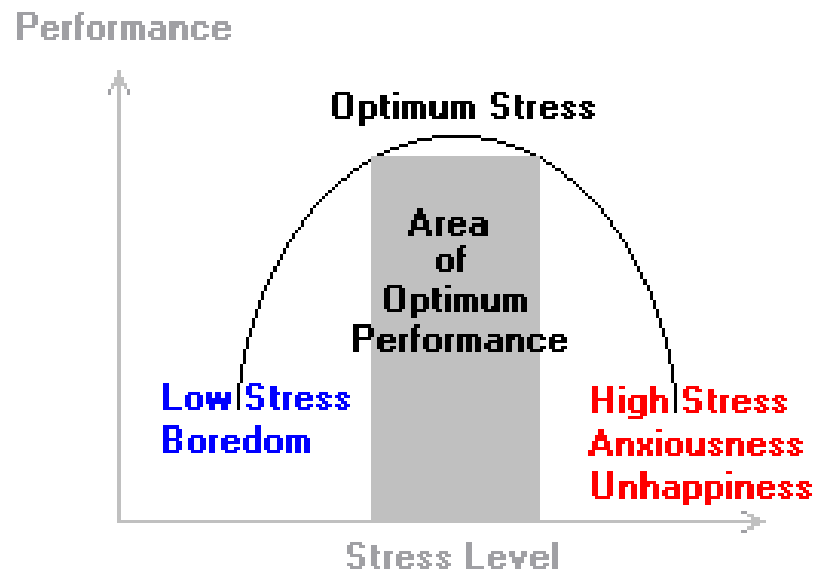 Performance
Optimum Stress
Area
of
Optimum
Performance
Low Stress
Boredom
High Stress
Anxiousness
Unhappiness
Stress Level